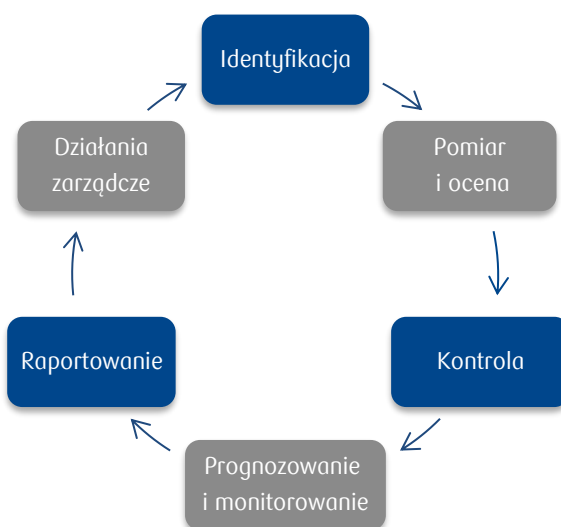 Identyfikacja
Pomiar
i ocena
Kontrola
Prognozowanie
i monitorowanie
Raportowanie
Działania
zarządcze